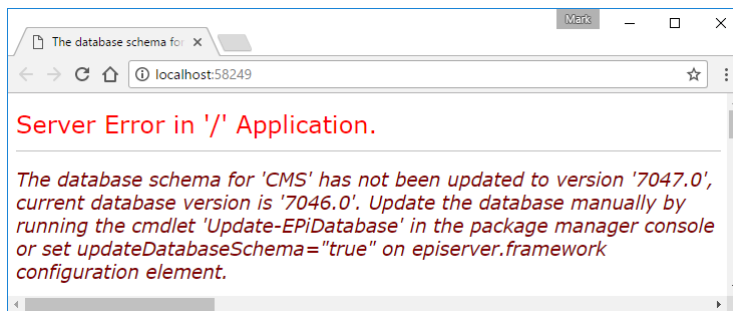 Mark
The database schema for
localhost:58249
Server Error in '/' Application.
The database schema for 'CMS' has not been updated to version '7047.0',
current database version is '7046.0'. Update the database manually by
running the cmdlet 'Update-EPiDatabase' in the package manager console
or set updateDatabaseSchema="true" on episerver.framework
configuration element.